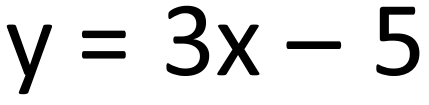 y = 3x – 5